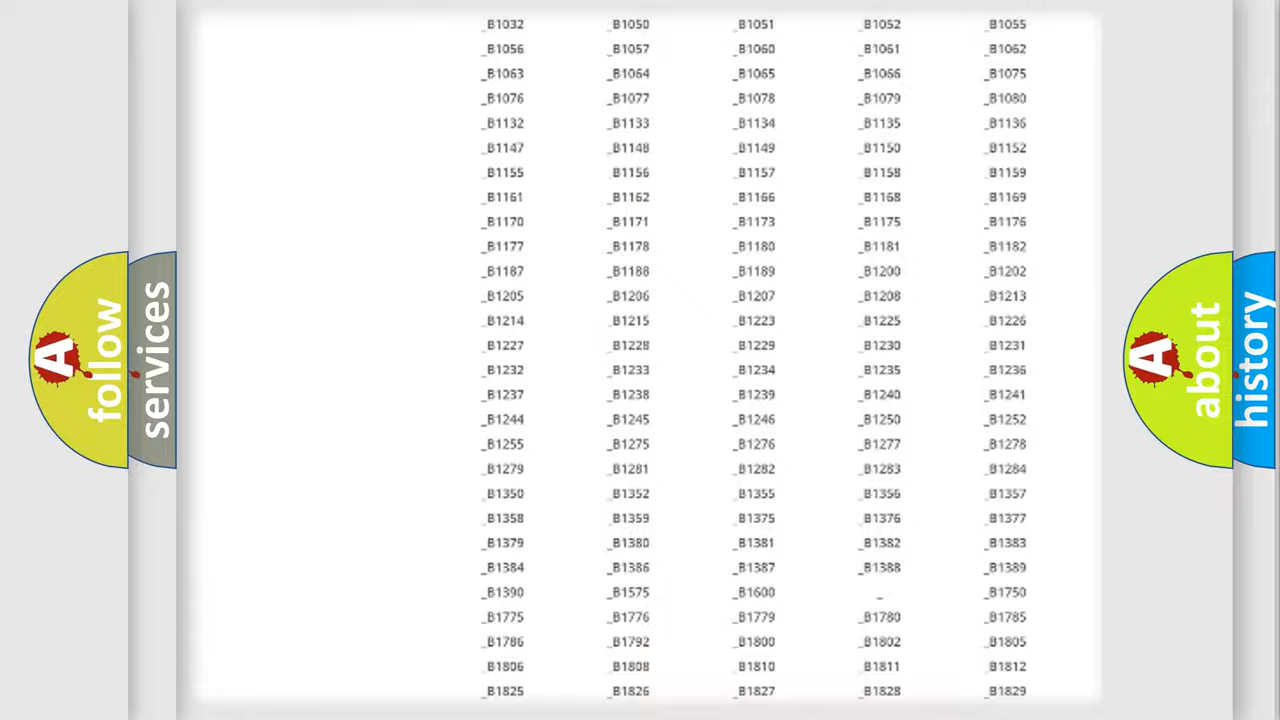 _B1032 _B1050 _B1051 _B1052 _B1055
_B1056 _B1057 _B1060 _B1061 _B1062
_B1063 _B1064 _B1065 _B1066 _B1075
_B1076 _B1077 _B1078 _B1079 _B1080
_B1132 _B1133 _B1134 _B1135 _B1136
_B1147 _B1148 _B1149 _B1150 _B1152
_B1155 _B1156 _B1157 _B1158 _B1159
_B1161 _B1162 _B1166 _B1168 _B1169
_B1170 _B1171 _B1173 _B1175 _B1176
_B1177 _B1178 _B1180 _B1181 _B1182
_B1187 _B1188 _B1189 _B1200 _B1202
_B1205 _B1206 _B1207 _B1208 _B1213
_B1214 _B1215 _B1223 _B1225 _B1226
_B1227 _B1228 _B1229 _B1230 _B1231
_B1232 _B1233 _B1234 _B1235 _B1236
_B1237 _B1238 _B1239 _B1240 _B1241
_B1244 _B1245 _B1246 _B1250 _B1252
_B1255 _B1275 _B1276 _B1277 _B1278
_B1279 _B1281 _B1282 _B1283 _B1284
_B1350 _B1352 _B1355 _B1356 _B1357
_B1358 _B1359 _B1375 _B1376 _B1377
_B1379 _B1380 _B1381 _B1382 _B1383
_B1384 _B1386 _B1387 _B1388 _B1389
_B1390 _B1575 _B1600 _ _B1750
_B1775 _B1776 _B1779 _B1780 _B1785
_B1786 _B1792 _B1800 _B1802 _B1805
_B1806 _B1808 _B1810 _B1811 _B1812
_B1825 _B1826 _B1827 _B1828 _B1829
A follow
services
A about
history